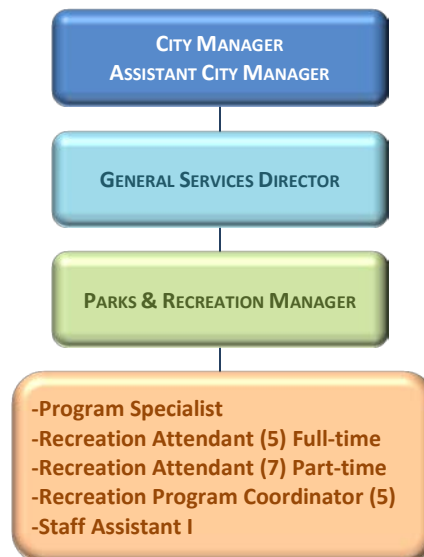 CITY MANAGER
ASSISTANT CITY MANAGER
GENERAL SERVICES DIRECTOR
PARKS & RECREATION MANAGER
-Program Specialist
-Recreation Attendant (5) Full-time
-Recreation Attendant (7) Part-time
-Recreation Program Coordinator (5)
-Staff Assistant I